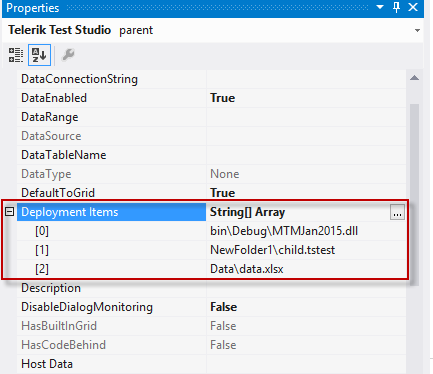 Properties
Telerik Test Studio parent
DataConnectionString
DataEnabled True
DataRange
DataSource
DataTableName
DataType None
DefaultToGrid True
Deployment Items String[] Array ...
[0] bin\Debug\MTMJan2015.dll
[1] NewFolder1\child.tstest
[2] Data\data.xlsx
Description
DisableDialogMonitoring False
HasBuiltInGrid False
HasCodeBehind False
Host Data